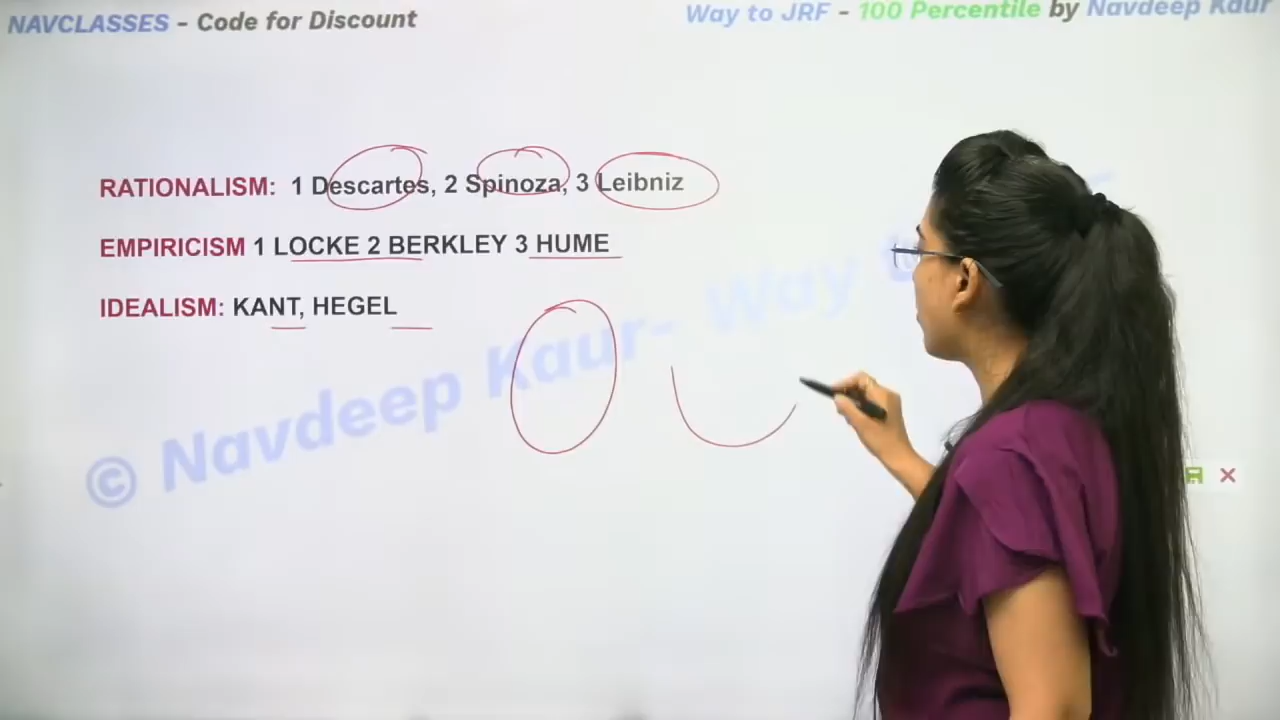 NAVCLASSES - Code for Discount
Way to JRF - 100 Percentile by Navdeep Kaur
RATIONALISM: 1 Descartes, 2 Spinoza, 3 Leibniz
EMPIRICISM 1 LOCKE 2 BERKLEY 3 HUME
IDEALISM: KANT, HEGEL
© Navdeep Kaur- Way